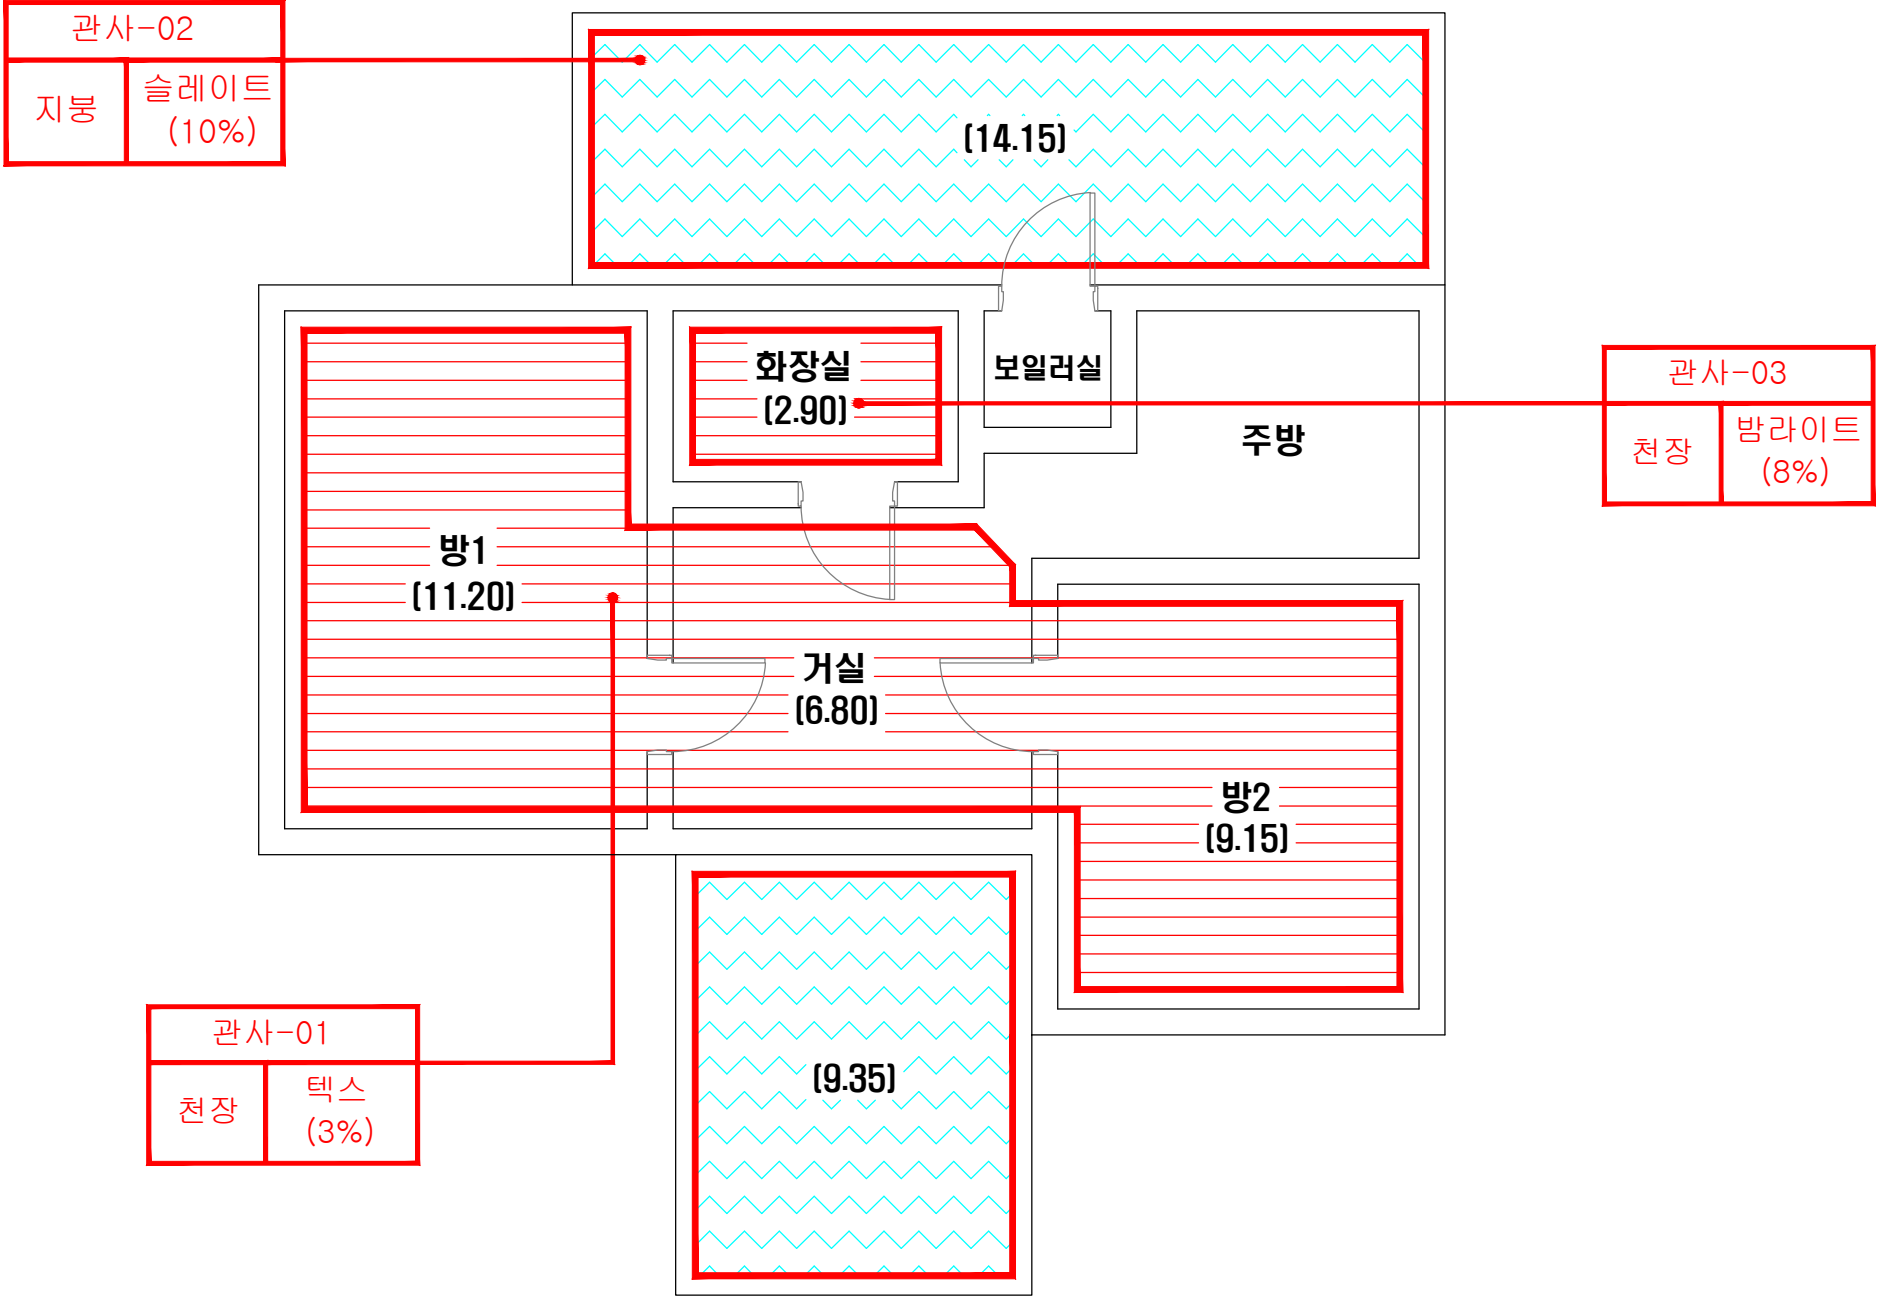 관사-02
지붕
슬레이트
(10%)
(14.15)
화장실
(2.90)
보일러실
주방
관사-03
천장
밤라이트
(8%)
방1
(11.20)
거실
(6.80)
방2
(9.15)
관사-01
천장
텍스
(3%)
(9.35)